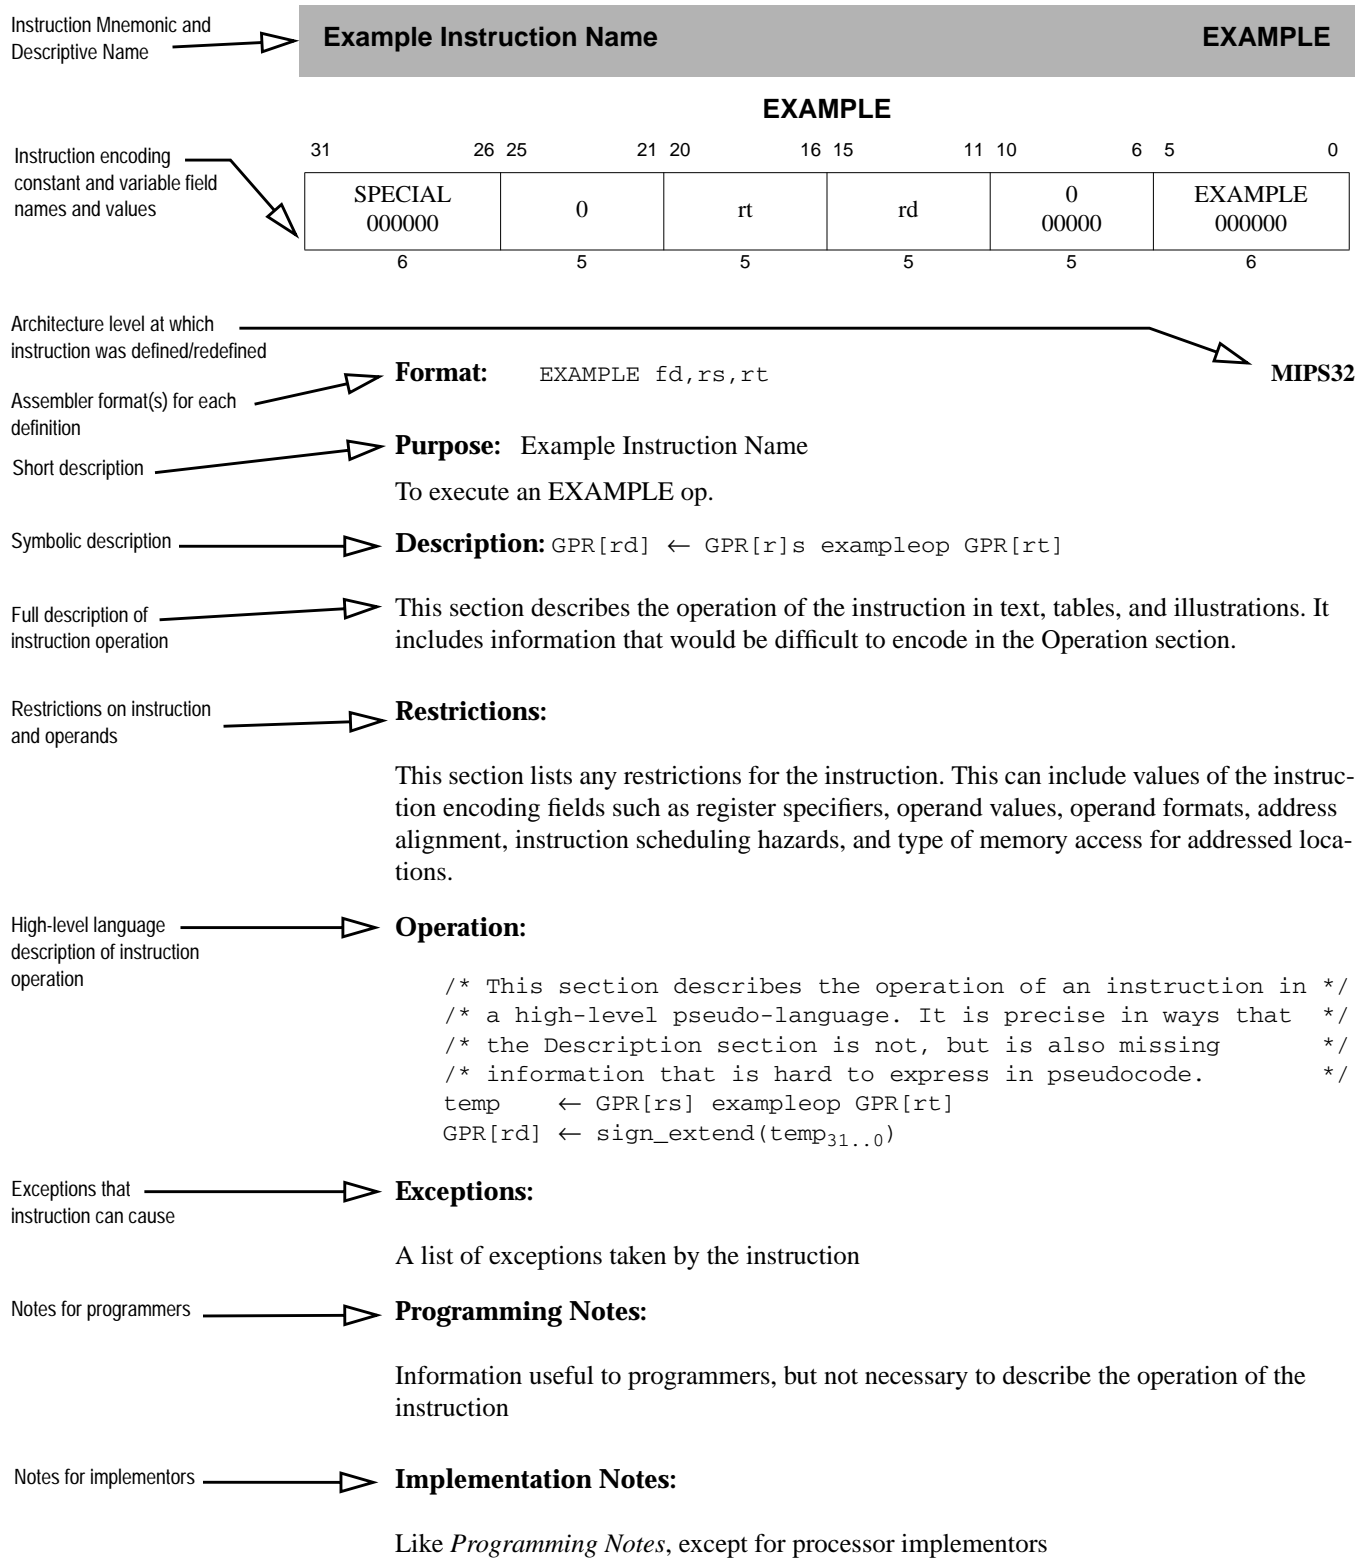 Instruction Mnemonic and
Descriptive Name
Example Instruction Name EXAMPLE
EXAMPLE
31 26 25 21 20 16 15 11 10 6 5 0
Instruction encoding
constant and variable field
names and values
SPECIAL
000000
0
rt
rd
0
00000
EXAMPLE
000000
6 5 5 5 5 6
Architecture level at which
instruction was defined/redefined
Format: EXAMPLE fd,rs,rt MIPS32
Assembler format(s) for each
definition
Purpose: Example Instruction Name
Short description
To execute an EXAMPLE op.
Symbolic description
Description: GPR[rd] ← GPR[r]s exampleop GPR[rt]
Full description of
instruction operation
This section describes the operation of the instruction in text, tables, and illustrations. It
includes information that would be difficult to encode in the Operation section.
Restrictions on instruction
and operands
Restrictions:
This section lists any restrictions for the instruction. This can include values of the instruc-
tion encoding fields such as register specifiers, operand values, operand formats, address
alignment, instruction scheduling hazards, and type of memory access for addressed loca-
tions.
High-level language
description of instruction
operation
Operation:
/* This section describes the operation of an instruction in */
/* a high-level pseudo-language. It is precise in ways that */
/* the Description section is not, but is also missing */
/* information that is hard to express in pseudocode. */
temp ← GPR[rs] exampleop GPR[rt]
GPR[rd] ← sign_extend(temp31..0)
Exceptions that
instruction can cause
Exceptions:
A list of exceptions taken by the instruction
Notes for programmers
Programming Notes:
Information useful to programmers, but not necessary to describe the operation of the
instruction
Notes for implementors
Implementation Notes:
Like Programming Notes, except for processor implementors